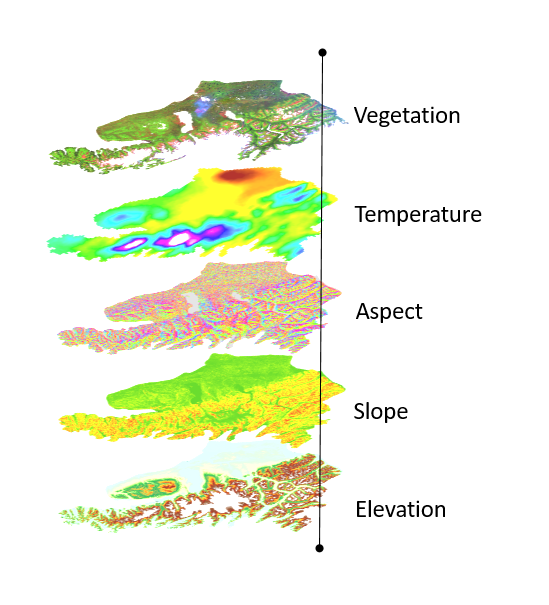 Vegetation
Temperature
Aspect
Slope
Elevation